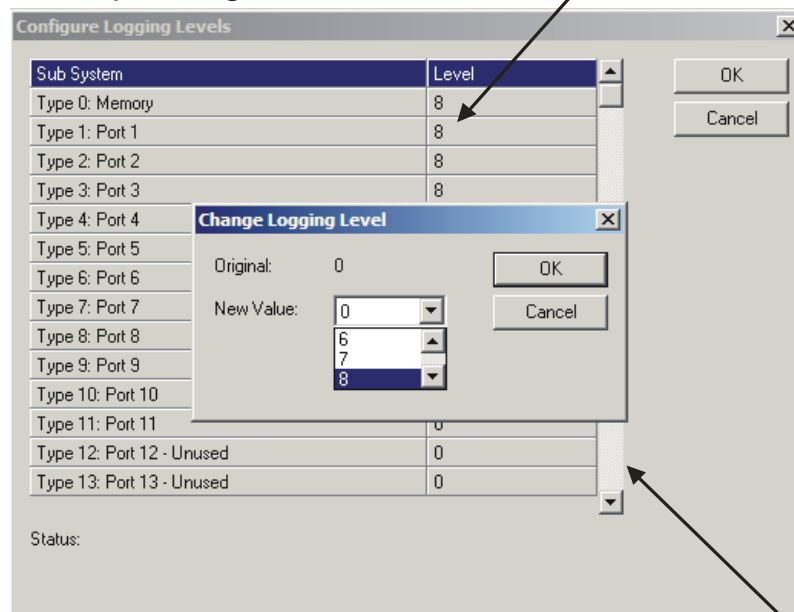 Configure Logging Levels
Sub System Level
Type 0: Memory 8
Type 1: Port 1 8
Type 2: Port 2 8
Type 3: Port 3 8
Type 4: Port 4
Type 5: Port 5
Type 6: Port 6
Type 7: Port 7
Type 8: Port 8
Type 9: Port 9
Type 10: Port 10
Type 11: Port 11 0
Type 12: Port 12 - Unused 0
Type 13: Port 13 - Unused 0
OK
Cancel
Change Logging Level
Original: 0
New Value: 0
6
7
8
OK
Cancel
Status: